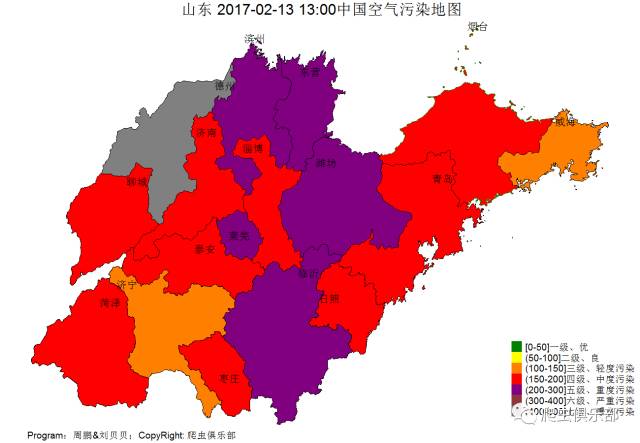 山东 2017-02-13 13:00中国空气污染地图
烟台
滨州
东营
德州
威海
济南
淄博
潍坊
青岛
聊城
莱芜
泰安
临沂
济宁
日照
菏泽
枣庄
[0-50]一级、优
(50-100]二级、良
(100-150]三级、轻度污染
(150-200]四级、中度污染
(200-300]五级、重度污染
(300-400]六级、严重污染
爬虫俱乐部
Program：周鹏&刘贝贝；CopyRight: 爬虫俱乐部